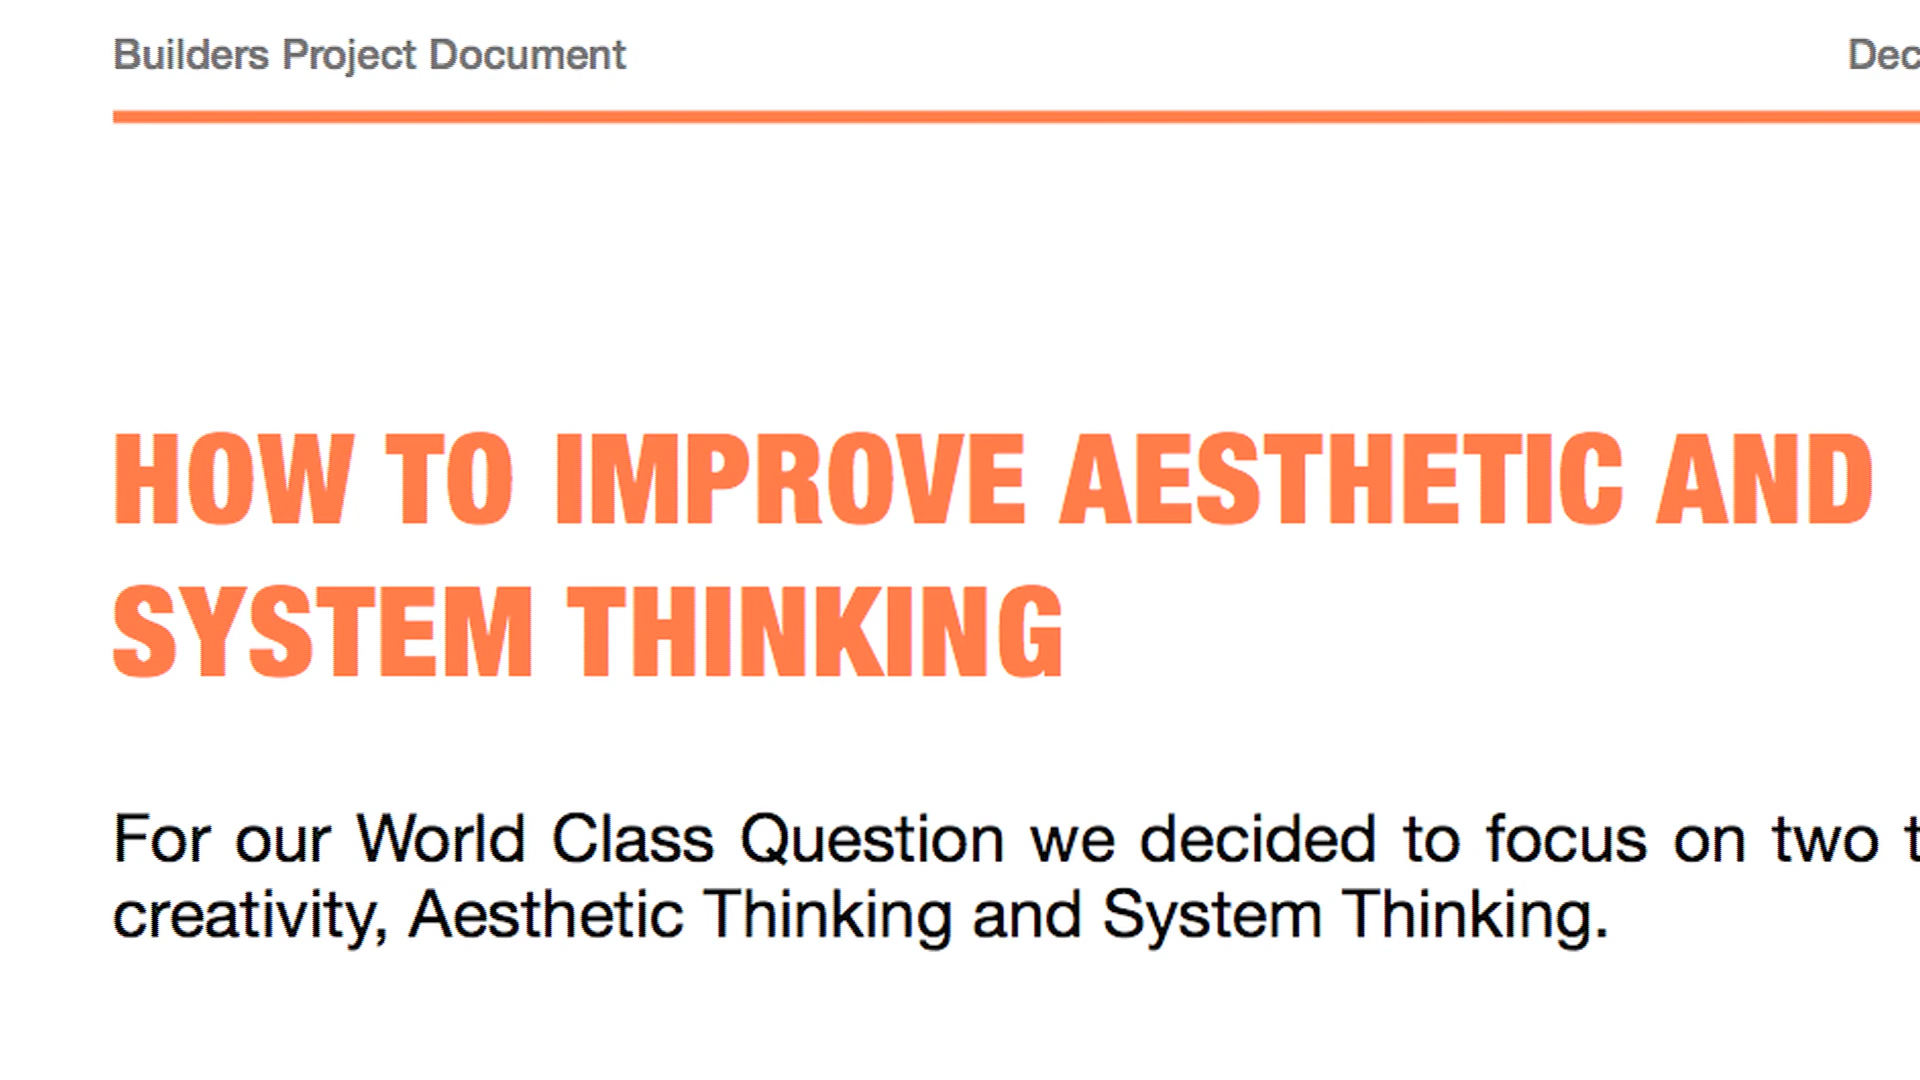 Builders Project Document Dec
HOW TO IMPROVE AESTHETIC AND
SYSTEM THINKING
For our World Class Question we decided to focus on two
creativity, Aesthetic Thinking and System Thinking.